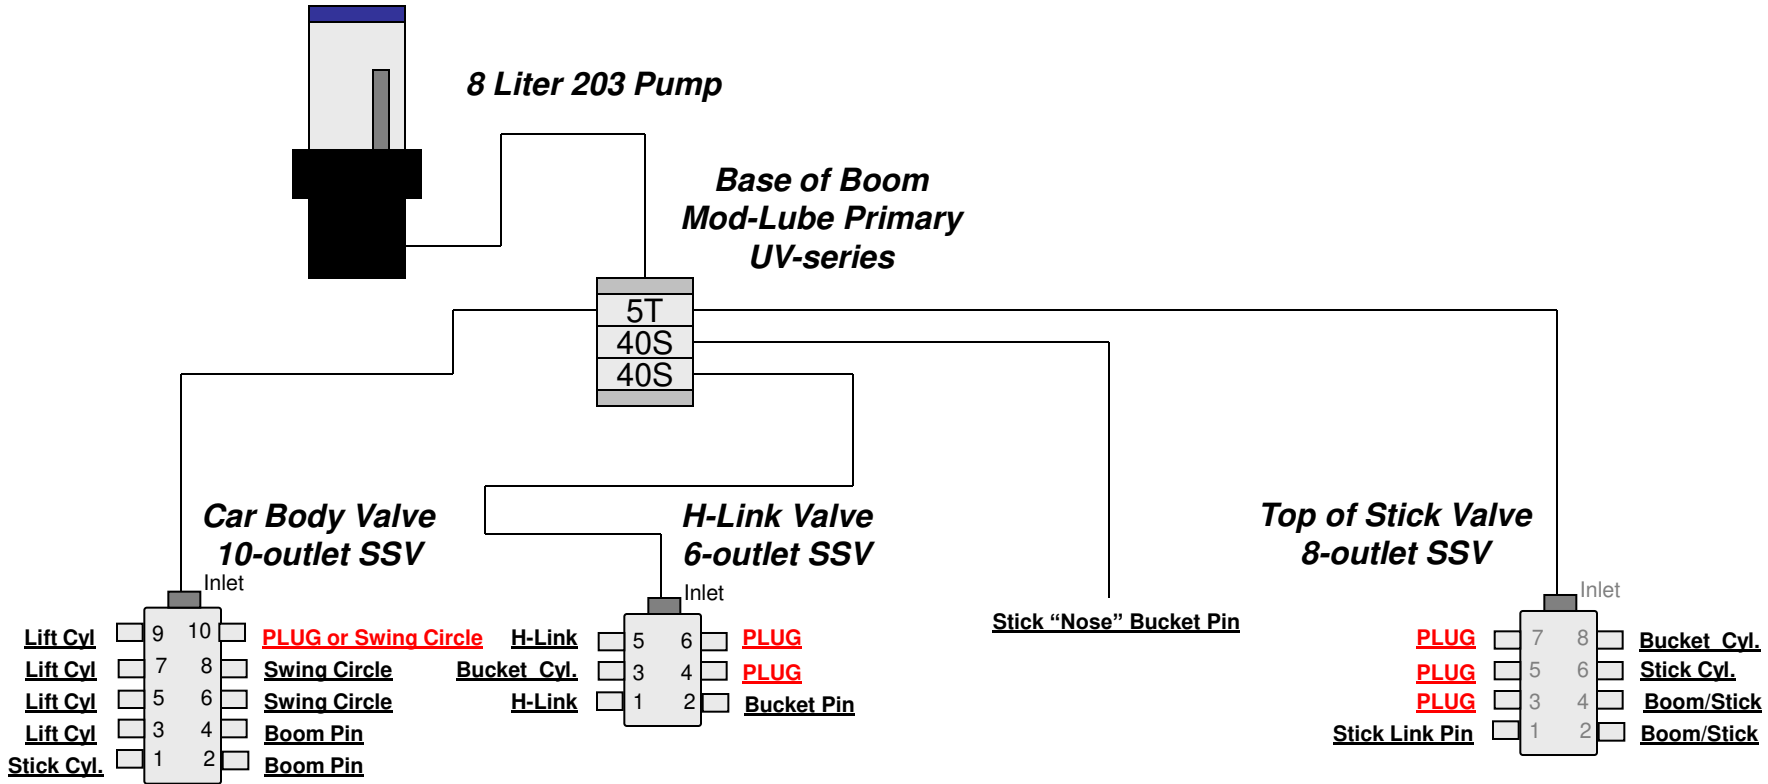 8 Liter 203 Pump
Base of Boom
Mod-Lube Primary
UV-series
5T
40S
40S
Car Body Valve
10-outlet SSV
Inlet
Lift Cyl 9 10 PLUG or Swing Circle
Lift Cyl 7 8 Swing Circle
Lift Cyl 5 6 Swing Circle
Lift Cyl 3 4 Boom Pin
Stick Cyl. 1 2 Boom Pin
H-Link Valve
6-outlet SSV
Inlet
H-Link 5 6 PLUG
Bucket Cyl. 3 4 PLUG
H-Link 1 2 Bucket Pin
Stick “Nose” Bucket Pin
Top of Stick Valve
8-outlet SSV
Inlet
PLUG 7 8 Bucket Cyl.
PLUG 5 6 Stick Cyl.
PLUG 3 4 Boom/Stick
Stick Link Pin 1 2 Boom/Stick